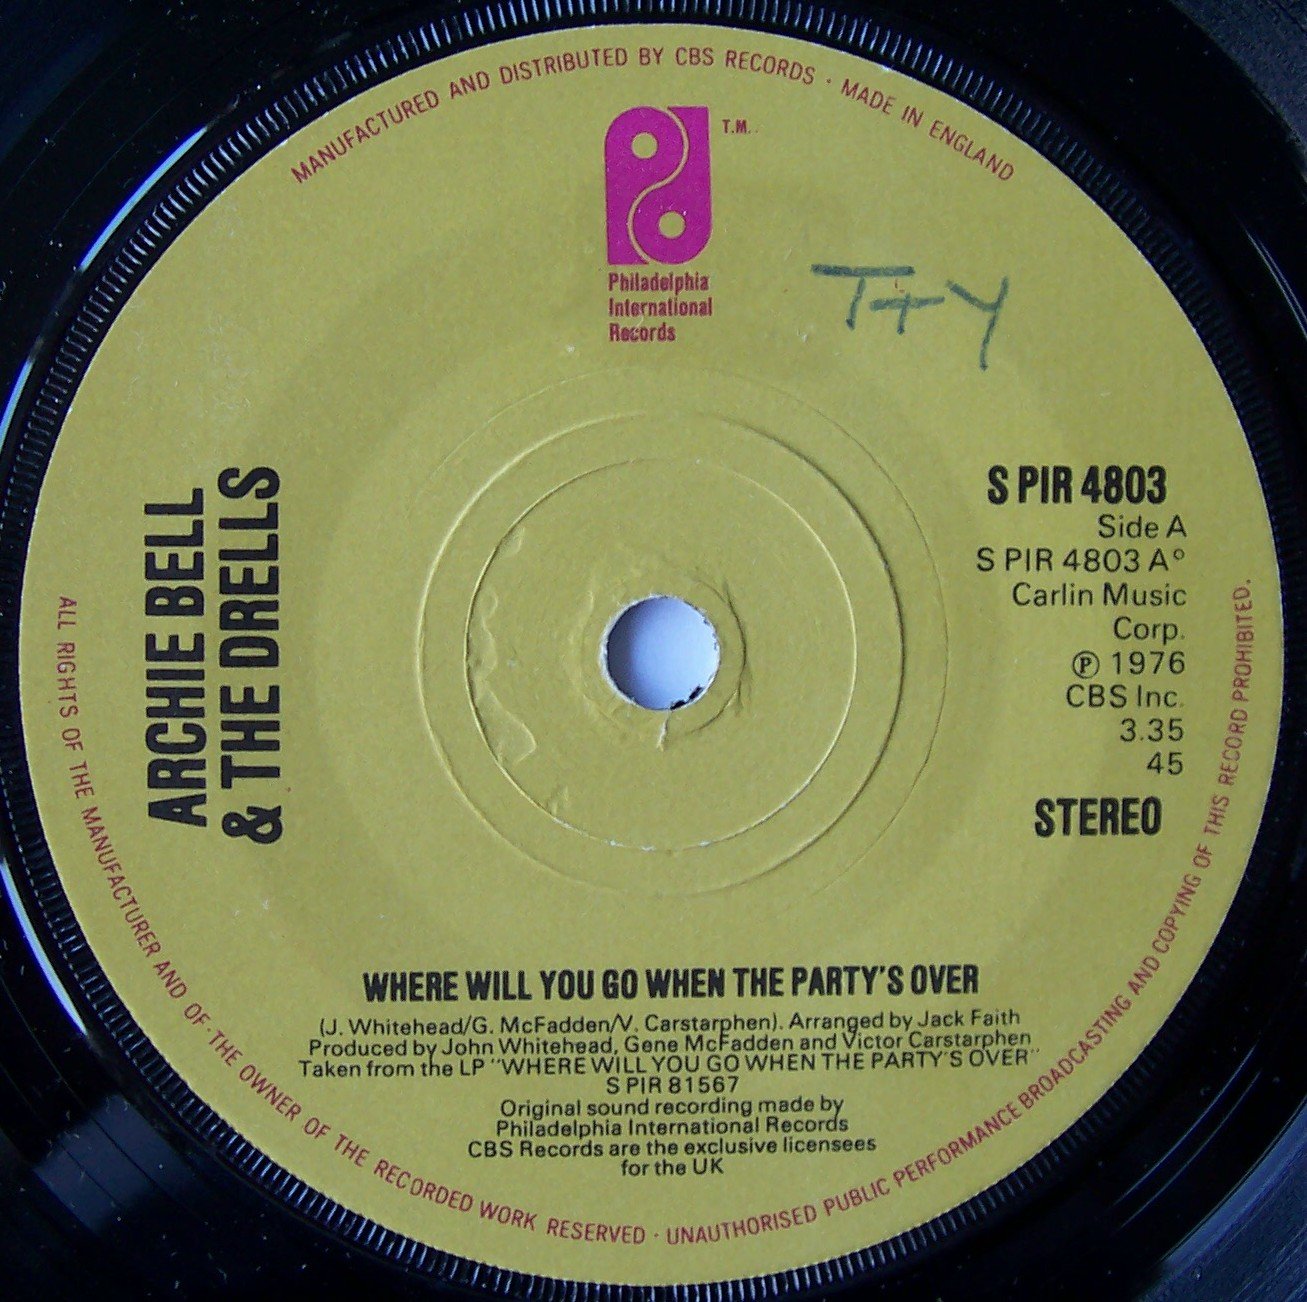 MANUFACTURED AND DISTRIBUTED BY CBS RECORDS · MADE IN ENGLAND
T.M.
Philadelphia
International
Records
T+Y
ARCHIE BELL
& THE DRELLS
S PIR 4803
Side A
S PIR 4803 A°
Carlin Music
Corp.
℗ 1976
CBS Inc.
3.35
45
STEREO
WHERE WILL YOU GO WHEN THE PARTY'S OVER
(J. Whitehead/G. McFadden/V. Carstarphen). Arranged by Jack Faith
Produced by John Whitehead, Gene McFadden and Victor Carstarphen
Taken from the LP "WHERE WILL YOU GO WHEN THE PARTY'S OVER"
S PIR 81567
Original sound recording made by
Philadelphia International Records
CBS Records are the exclusive licensees
for the UK
ALL RIGHTS OF THE MANUFACTURER AND OF THE OWNER OF THE RECORDED WORK RESERVED · UNAUTHORISED PUBLIC PERFORMANCE BROADCASTING AND COPYING OF THIS RECORD PROHIBITED.